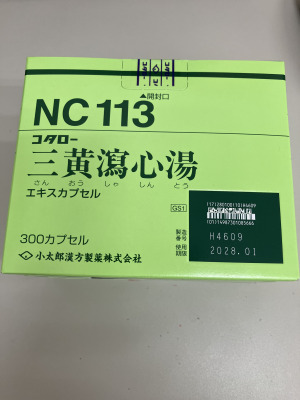 ▲開封口
NC113
コタロー
三黄瀉心湯
さん おう しゃ しん とう
エキスカプセル
GS1
300カプセル
製造番号 H4609
使用期限 2028.01
小太郎漢方製薬株式会社